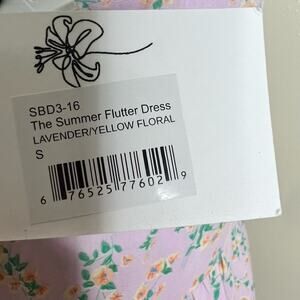 SBD3-16
The Summer Flutter Dress
LAVENDER/YELLOW FLORAL
S
6 76525 77602 9